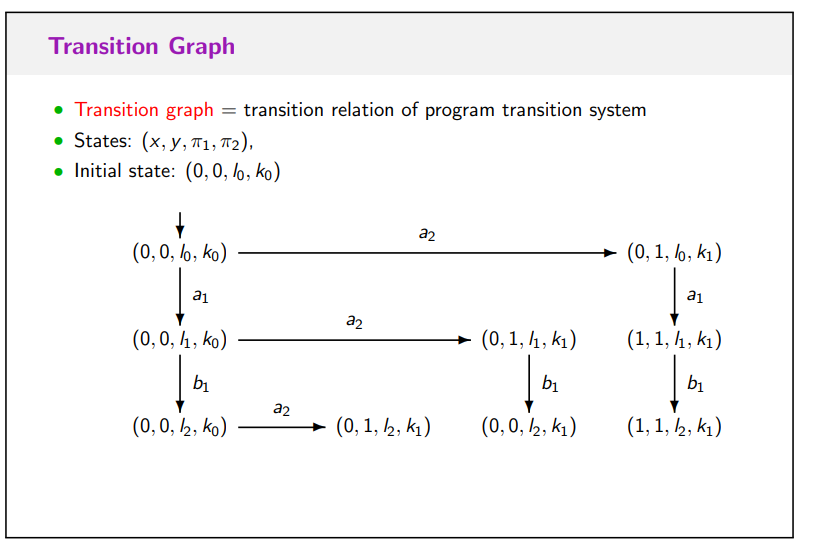 Transition Graph
• Transition graph = transition relation of program transition system
• States: (x, y, π₁, π₂),
• Initial state: (0, 0, l₀, k₀)
a₂
(0, 0, l₀, k₀) (0, 1, l₀, k₁)
a₁ a₁
a₂
(0, 0, l₁, k₀) (0, 1, l₁, k₁) (1, 1, l₁, k₁)
b₁ b₁ b₁
a₂
(0, 0, l₂, k₀) (0, 1, l₂, k₁) (0, 0, l₂, k₁) (1, 1, l₂, k₁)